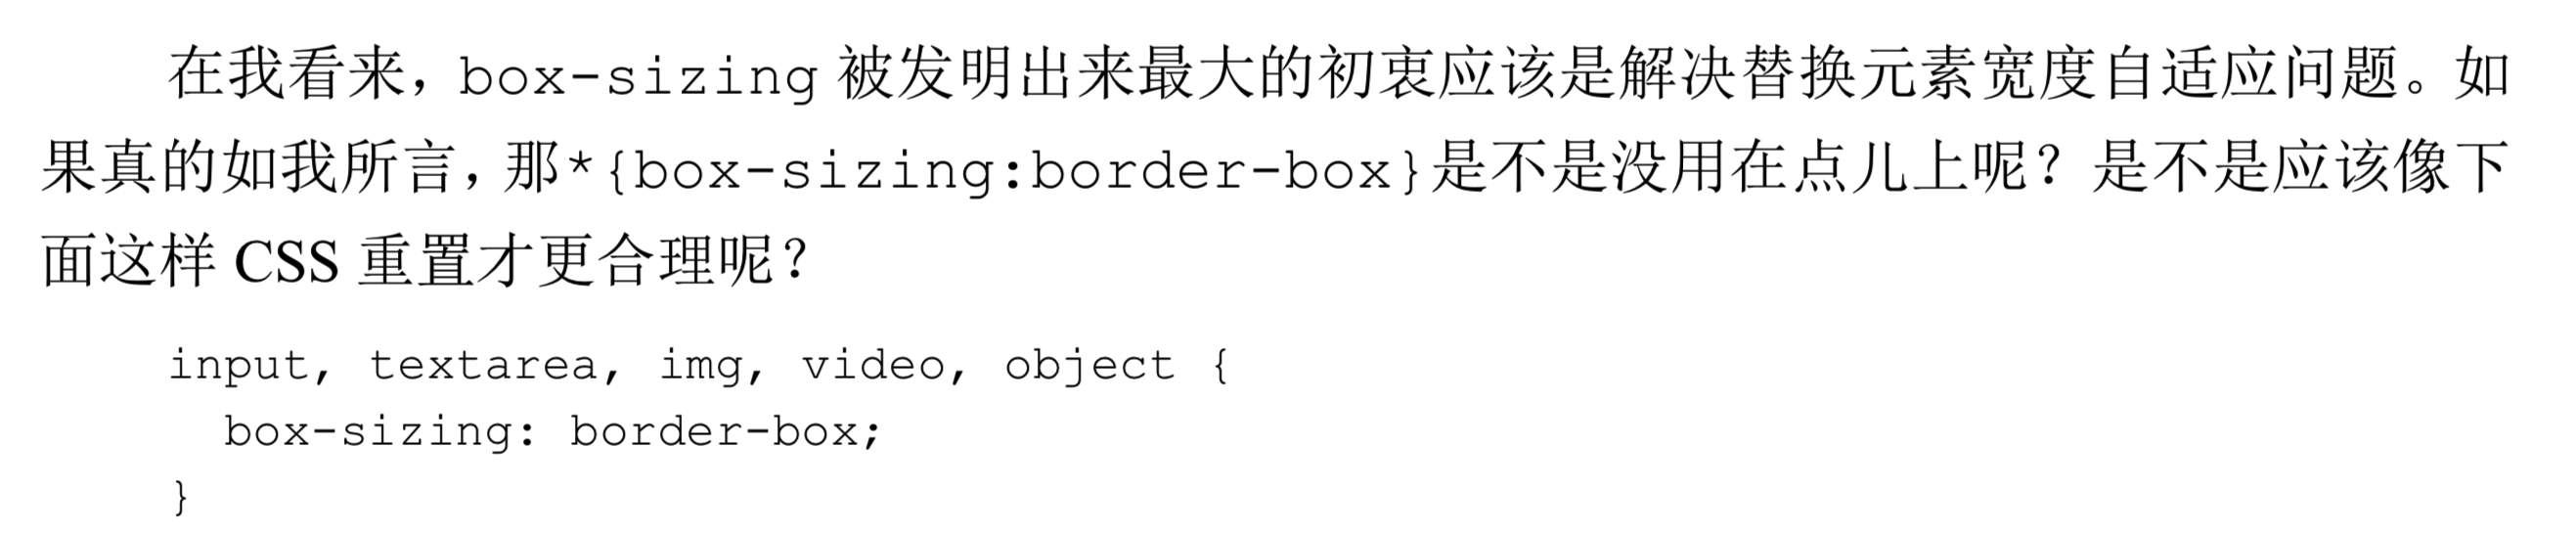 在我看来，box-sizing 被发明出来最大的初衷应该是解决替换元素宽度自适应问题。如
果真的如我所言，那*{box-sizing:border-box}是不是没用在点儿上呢？是不是应该像下
面这样 CSS 重置才更合理呢？
input, textarea, img, video, object {
  box-sizing: border-box;
}